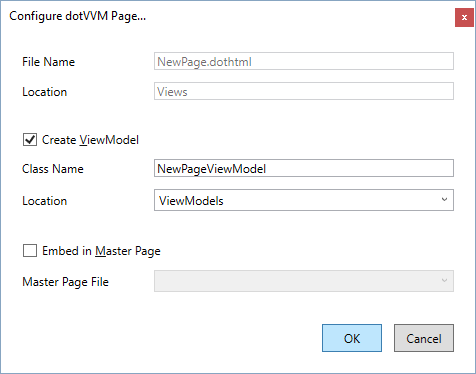 Configure dotVVM Page...
x
File Name NewPage.dothtml
Location Views
Create ViewModel
Class Name NewPageViewModel
Location ViewModels
Embed in Master Page
Master Page File
OK Cancel